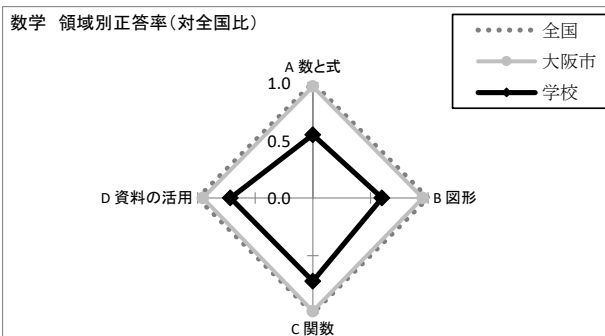 数学 領域別正答率(対全国比)
全国
大阪市
学校
A 数と式
1.0
0.5
0.0
D 資料の活用
B 図形
C 関数